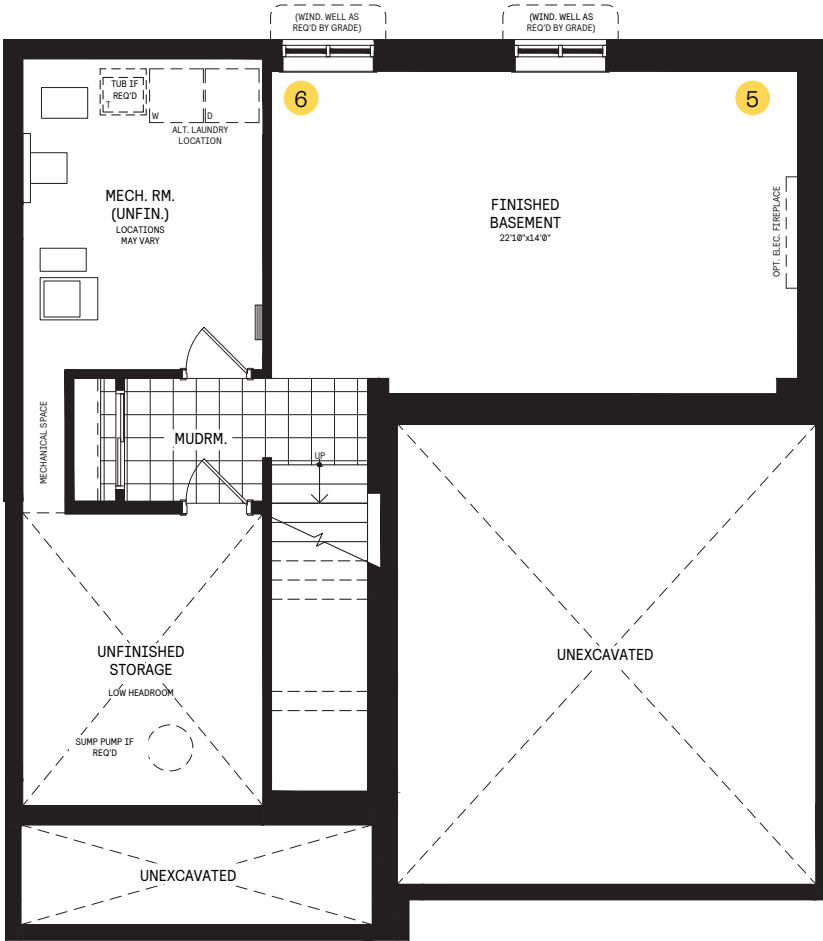 (WIND. WELL AS
REQ'D BY GRADE)
(WIND. WELL AS
REQ'D BY GRADE)
TUB IF
REQ'D
T
W
D
ALT. LAUNDRY
LOCATION
6
5
MECH. RM.
(UNFIN.)
LOCATIONS
MAY VARY
FINISHED
BASEMENT
22'10"x14'0"
OPT. ELEC. FIREPLACE
MECHANICAL SPACE
MUDRM.
UP
UNFINISHED
STORAGE
LOW HEADROOM
SUMP PUMP IF
REQ'D
UNEXCAVATED
UNEXCAVATED